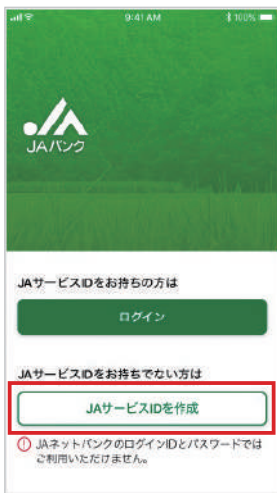 9:41 AM
100%
JAバンク
JAサービスIDをお持ちの方は
ログイン
JAサービスIDをお持ちでない方は
JAサービスIDを作成
JAネットバンクのログインIDとパスワードでは
ご利用いただけません。